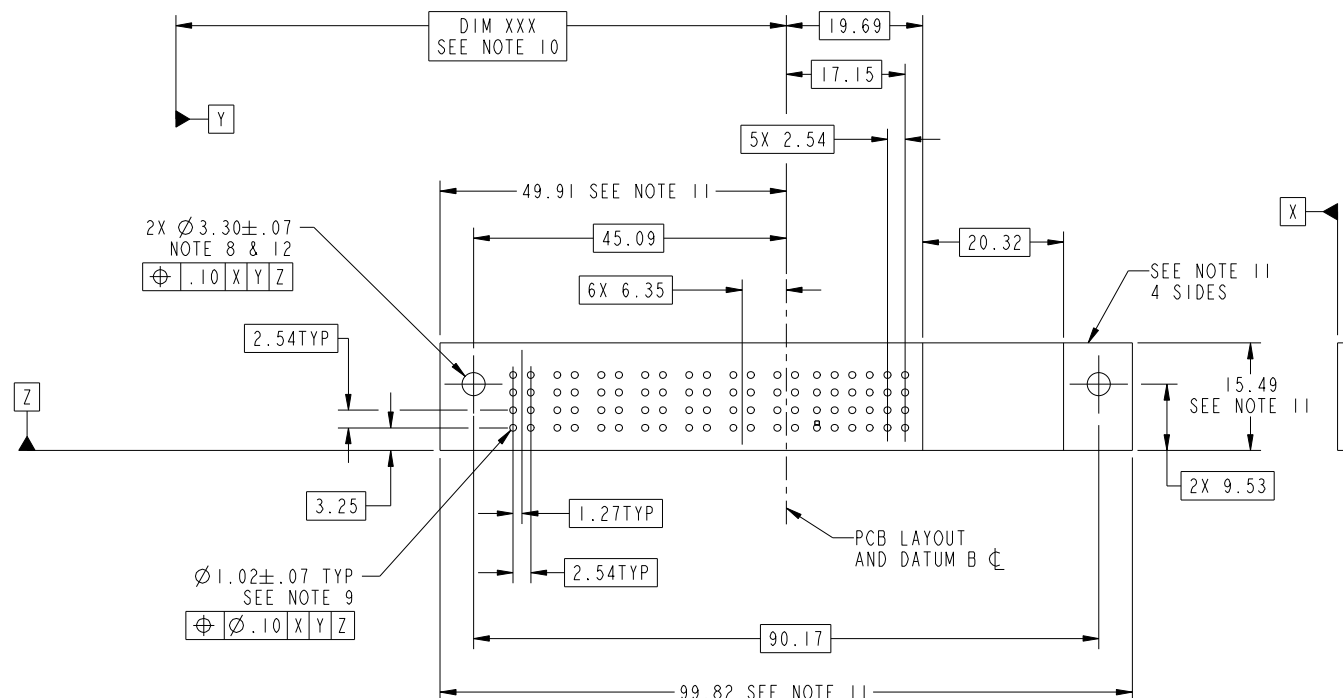 DIM XXX
SEE NOTE 10
19.69
17.15
Y
5X 2.54
49.91 SEE NOTE 11
X
2X Ø3.30±.07
NOTE 8 & 12
⌖ .10 X Y Z
45.09
20.32
SEE NOTE 11
4 SIDES
6X 6.35
2.54TYP
Z
15.49
SEE NOTE 11
3.25
2X 9.53
1.27TYP
PCB LAYOUT
AND DATUM B ℄
Ø1.02±.07 TYP
SEE NOTE 9
⌖ Ø.10 X Y Z
2.54TYP
90.17
99.82 SEE NOTE 11